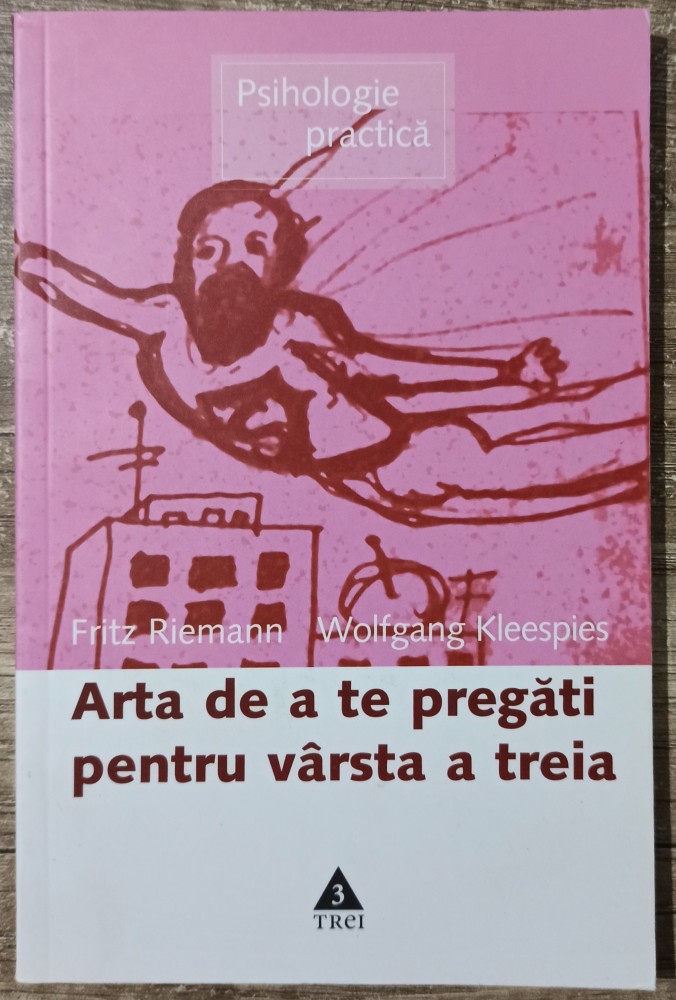 Psihologie
practică
Fritz Riemann Wolfgang Kleespies
Arta de a te pregăti
pentru vârsta a treia
3
TREI